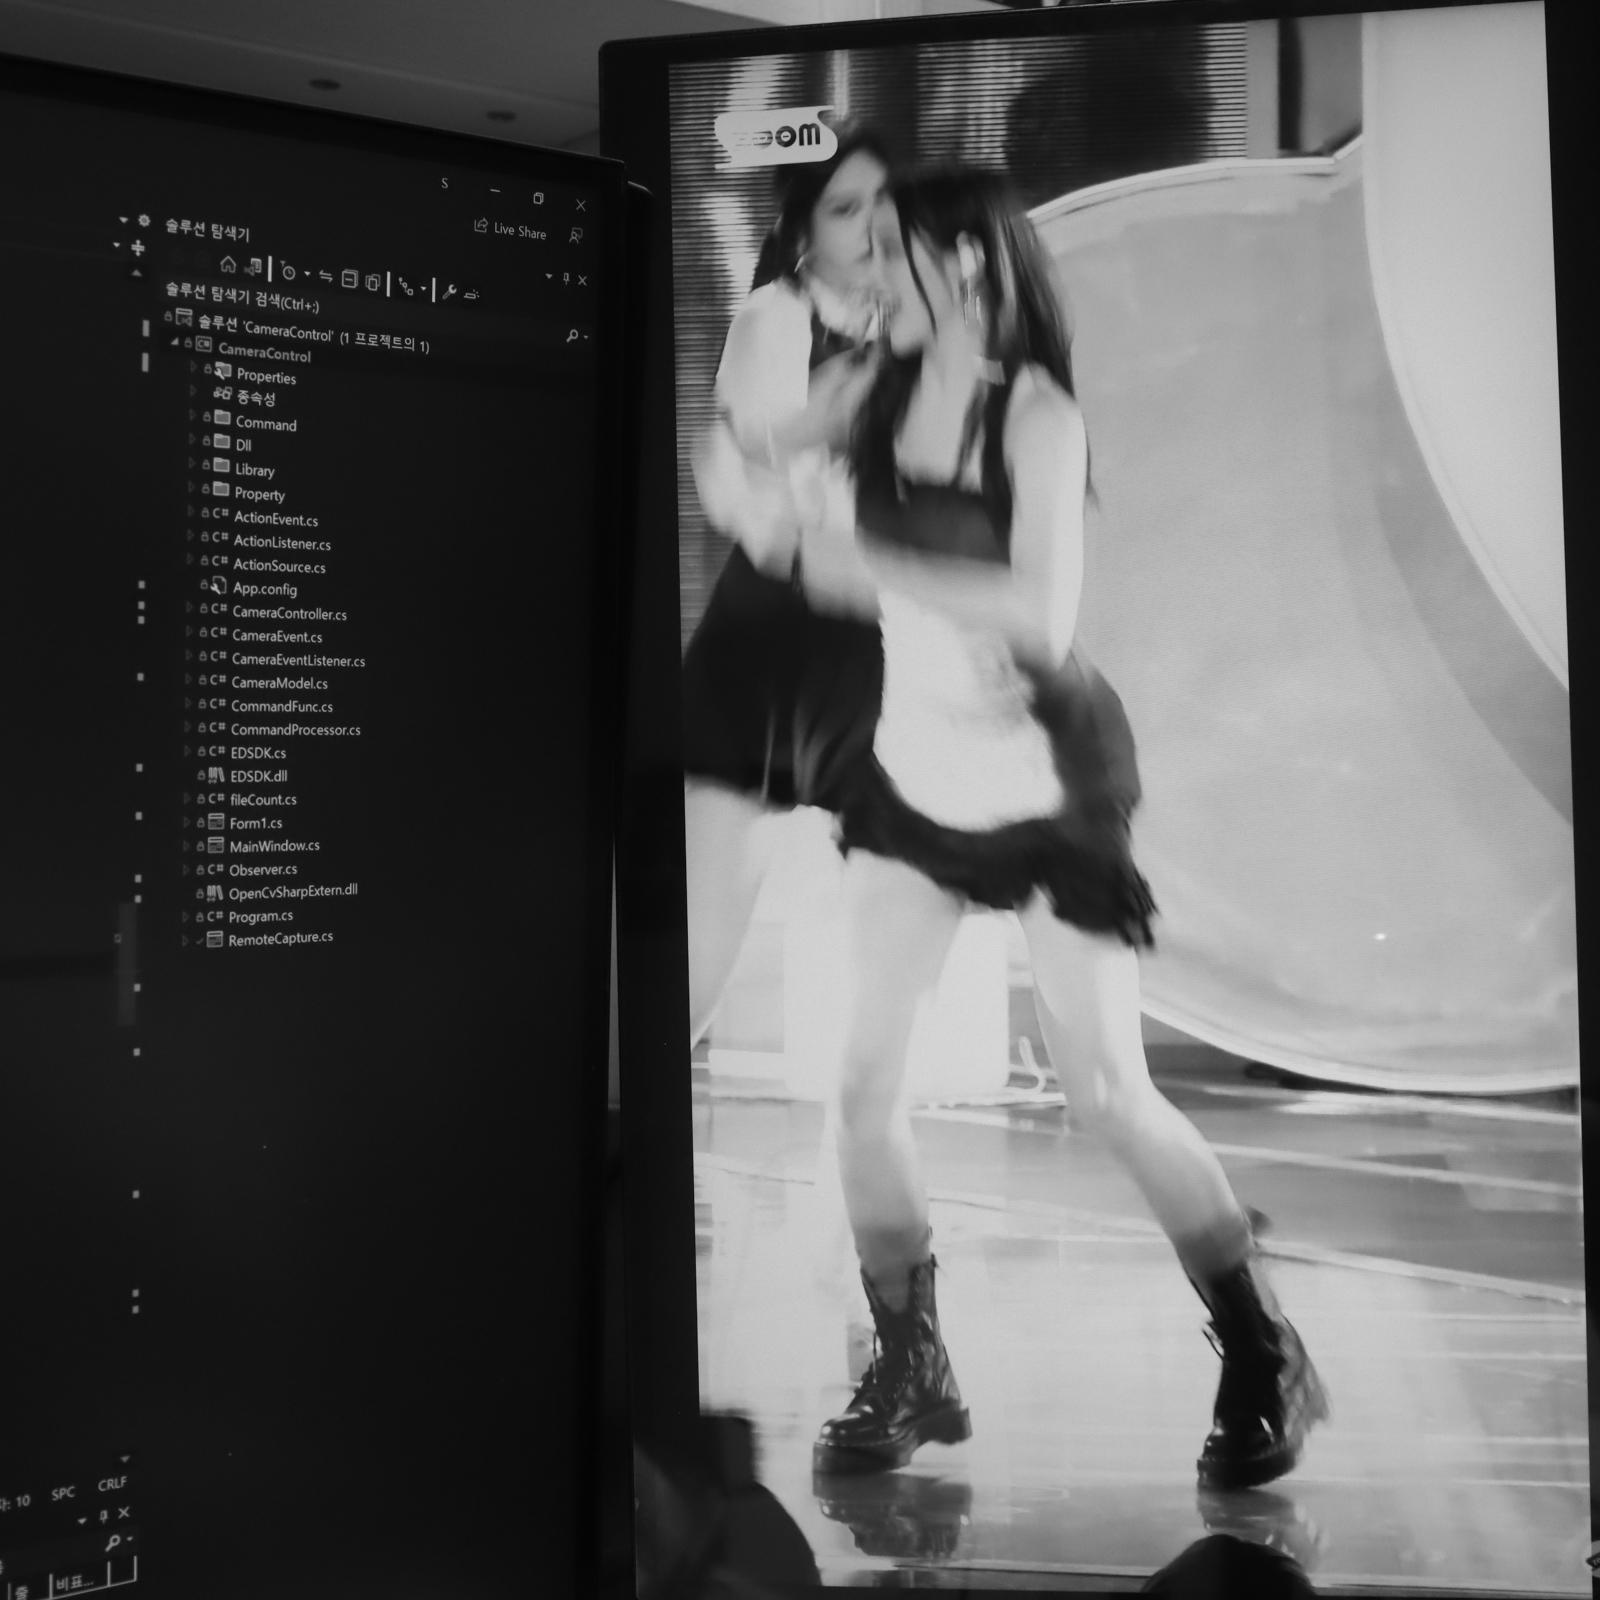 S
Live Share
솔루션 탐색기
솔루션 탐색기 검색(Ctrl+;)
솔루션 'CameraControl' (1 프로젝트의 1)
CameraControl
Properties
종속성
Command
Dll
Library
Property
C# ActionEvent.cs
C# ActionListener.cs
C# ActionSource.cs
App.config
C# CameraController.cs
C# CameraEvent.cs
C# CameraEventListener.cs
C# CameraModel.cs
C# CommandFunc.cs
C# CommandProcessor.cs
C# EDSDK.cs
EDSDK.dll
C# fileCount.cs
Form1.cs
MainWindow.cs
C# Observer.cs
OpenCvSharpExtern.dll
C# Program.cs
RemoteCapture.cs
: 10 SPC CRLF
줄 비표...